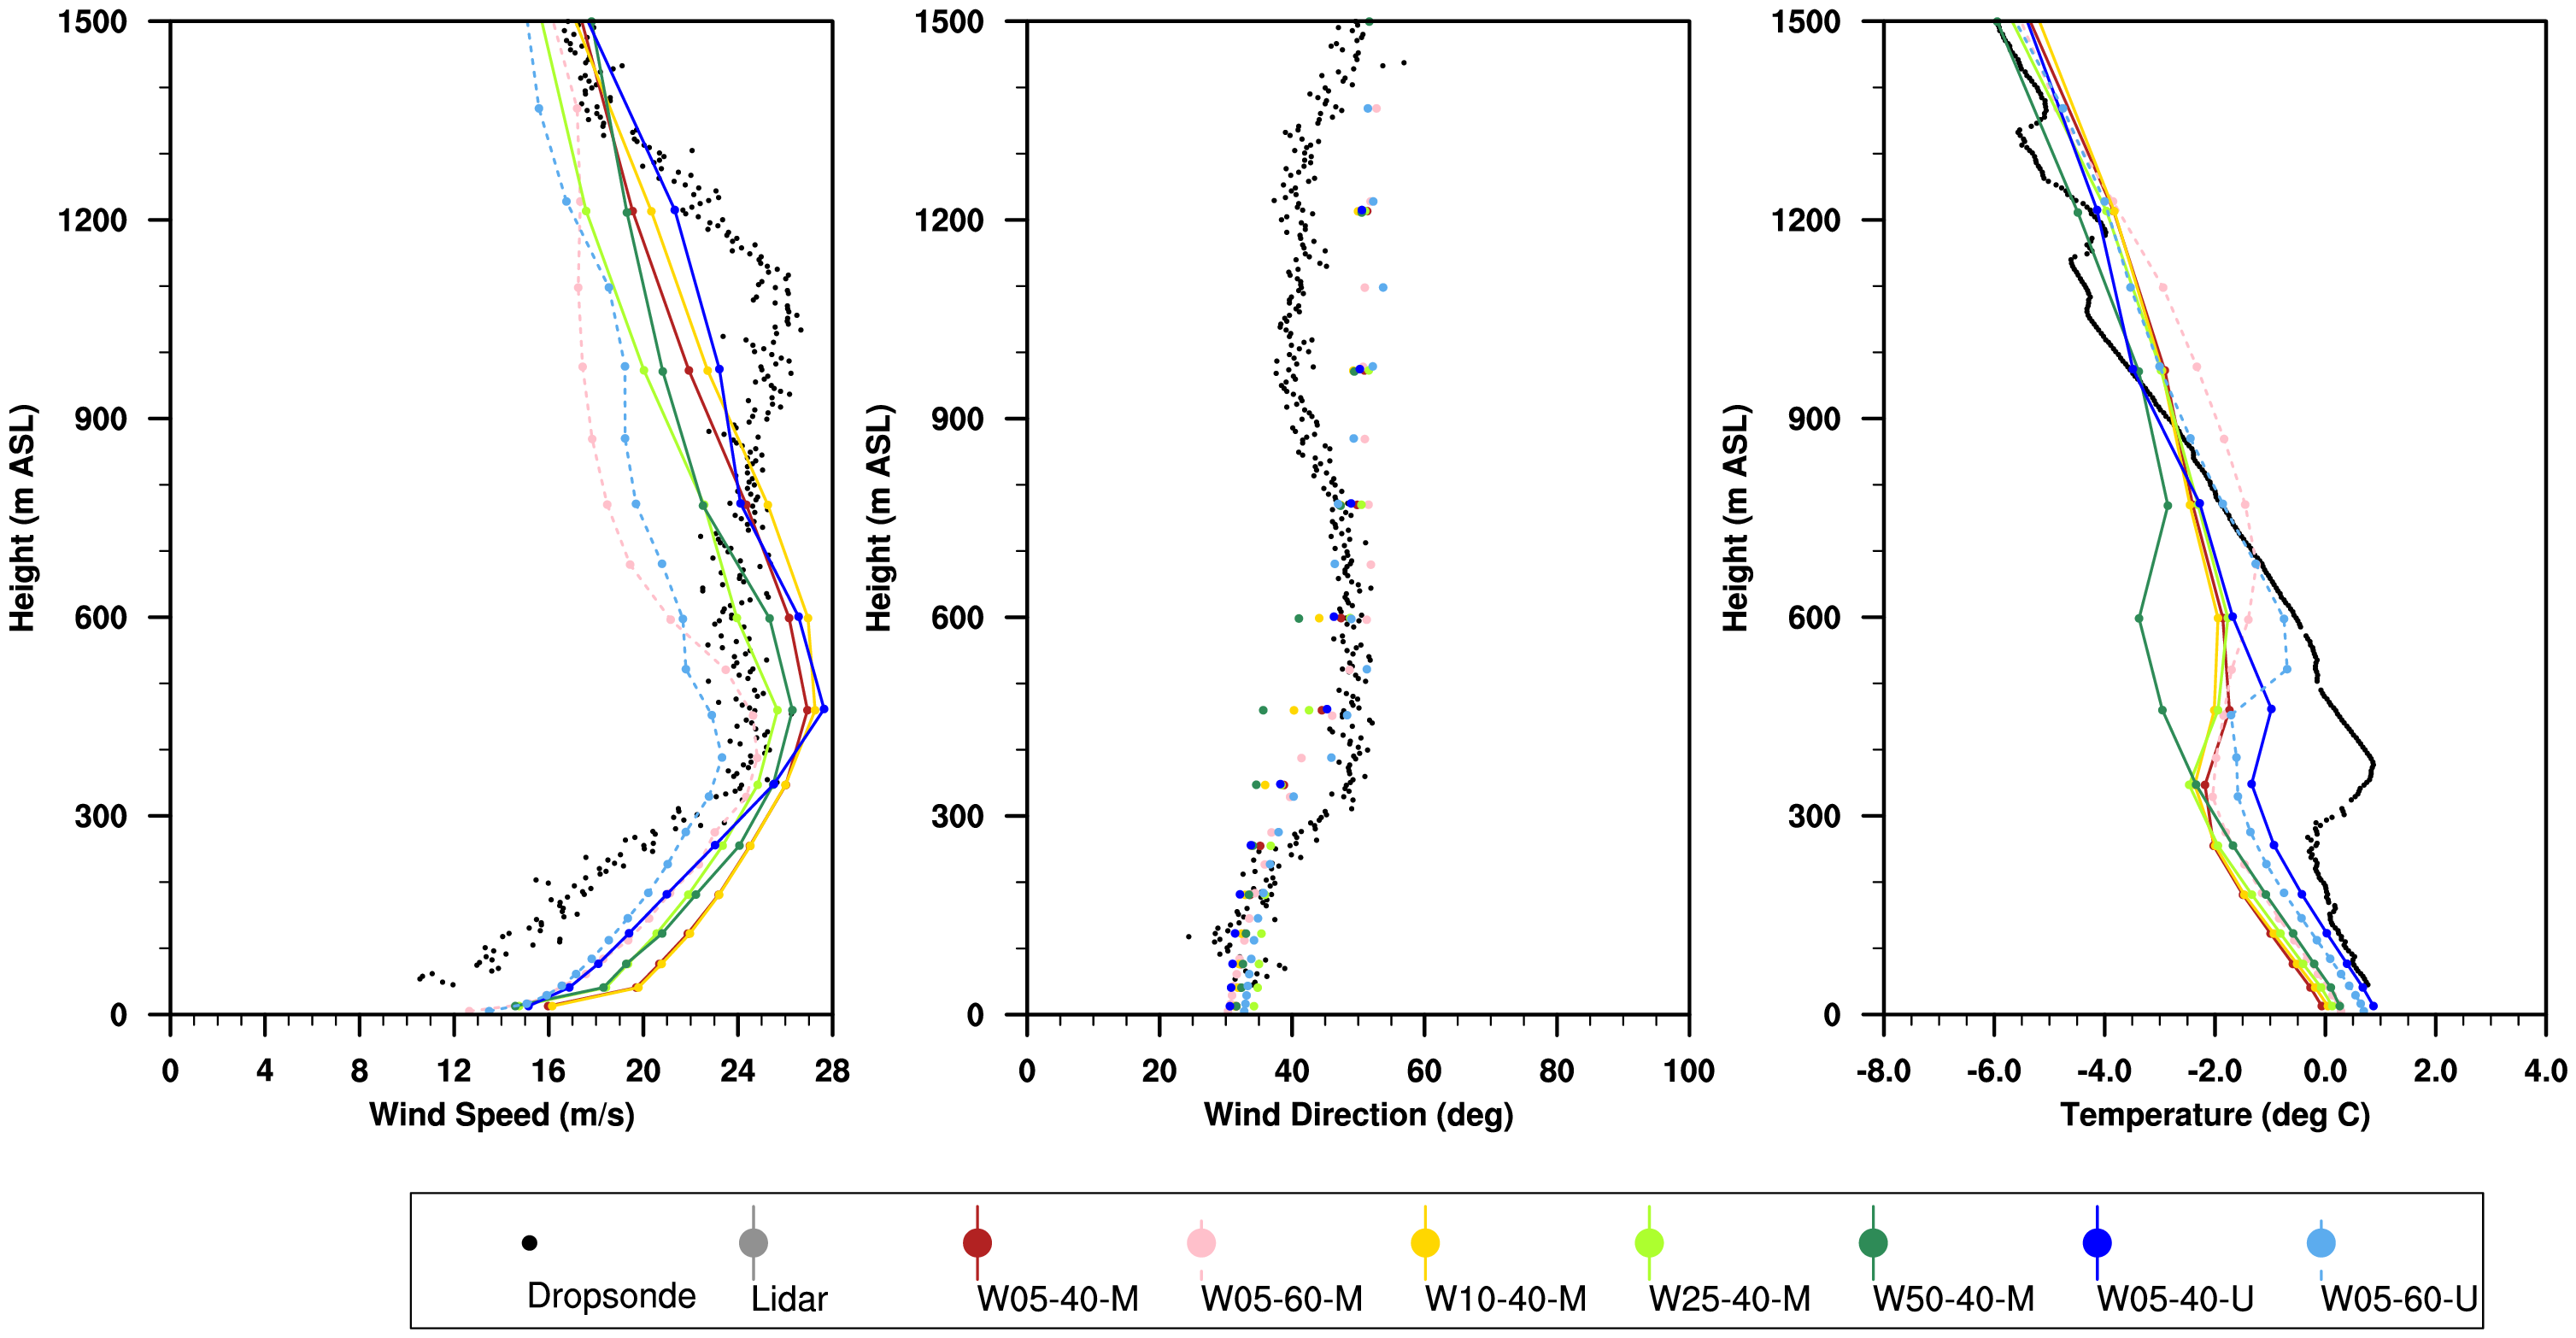 1500 1500 1500
1200 1200 1200
900 900 900
600 600 600
300 300 300
0 0 0
Height (m ASL) Height (m ASL) Height (m ASL)
0 4 8 12 16 20 24 28 0 20 40 60 80 100 -8.0 -6.0 -4.0 -2.0 0.0 2.0 4.0
Wind Speed (m/s) Wind Direction (deg) Temperature (deg C)
Dropsonde Lidar W05-40-M W05-60-M W10-40-M W25-40-M W50-40-M W05-40-U W05-60-U